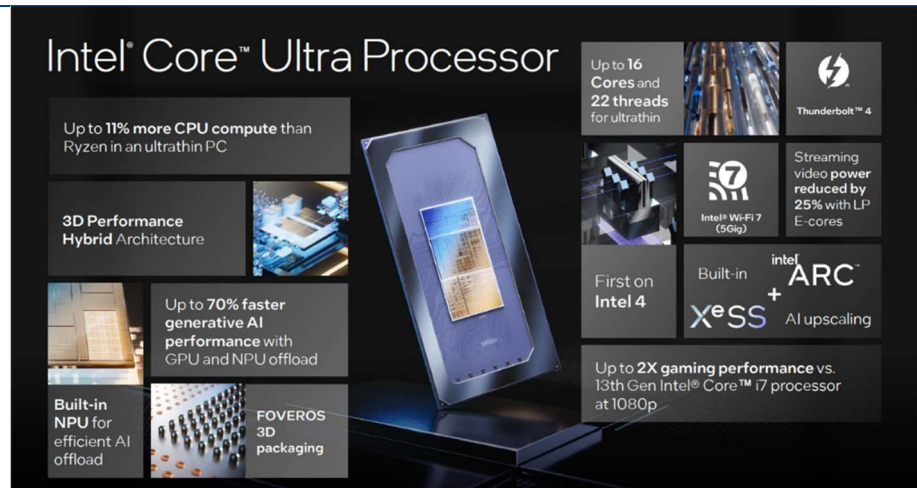 Intel® Core™ Ultra Processor
Up to 11% more CPU compute than
Ryzen in an ultrathin PC
3D Performance
Hybrid Architecture
Up to 70% faster
generative AI
performance with
GPU and NPU offload
Built-in
NPU for
efficient AI
offload
FOVEROS
3D
packaging
Up to 16
Cores and
22 threads
for ultrathin
Thunderbolt™ 4
7
Intel® Wi-Fi 7
(5Gig)
Streaming
video power
reduced by
25% with LP
E-cores
First on
Intel 4
Built-in
XᵉSS
+
intel
ARC™
AI upscaling
Up to 2X gaming performance vs.
13th Gen Intel® Core™ i7 processor
at 1080p